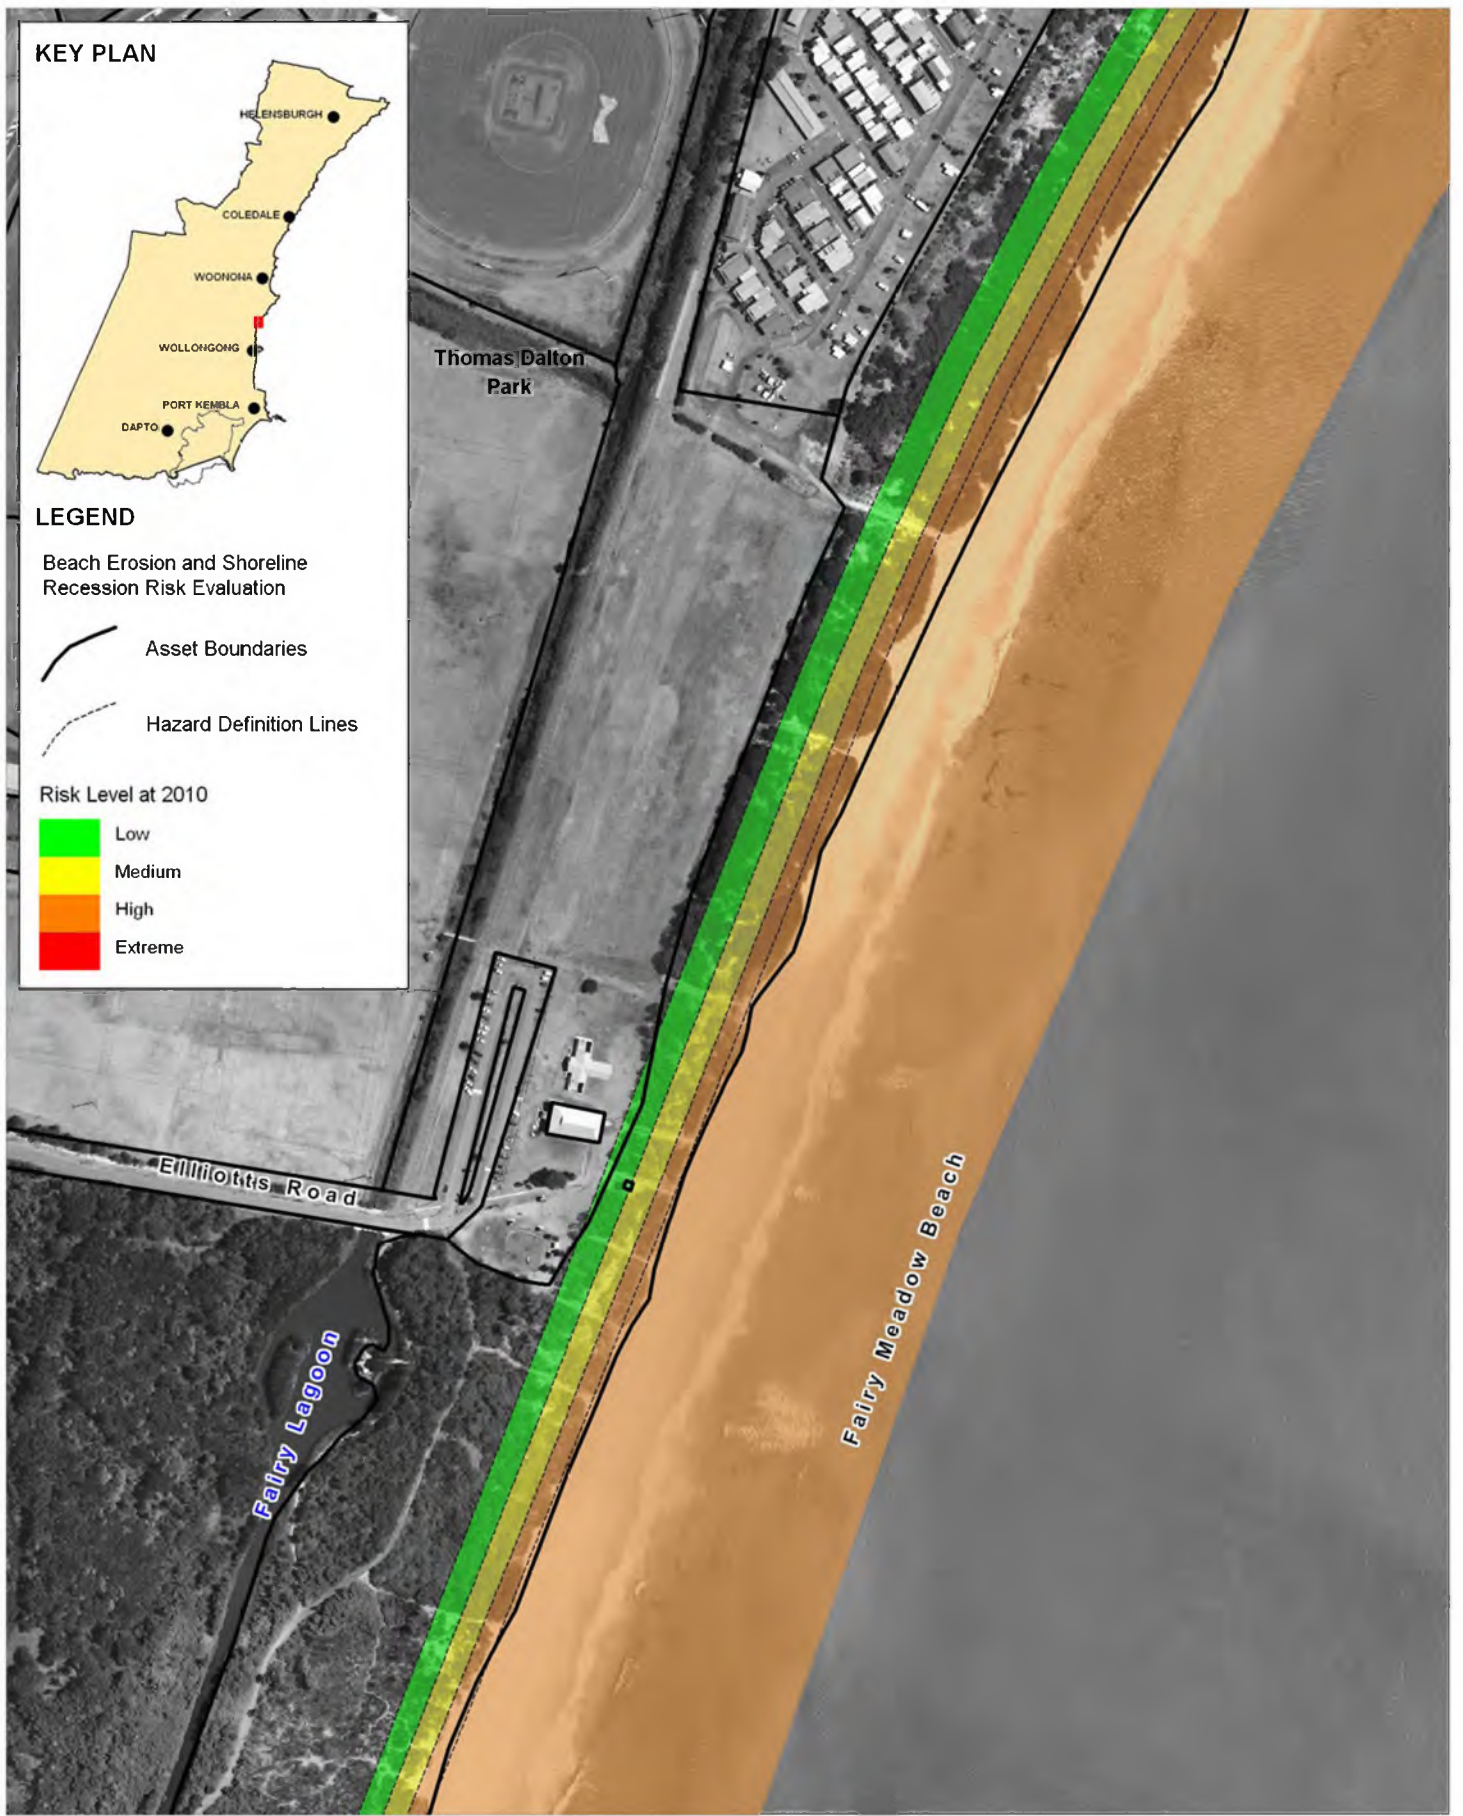 KEY PLAN
HELENSBURGH
COLEDALE
WOONONA
WOLLONGONG
PORT KEMBLA
DAPTO
LEGEND
Beach Erosion and Shoreline
Recession Risk Evaluation
Asset Boundaries
Hazard Definition Lines
Risk Level at 2010
Low
Medium
High
Extreme
Thomas Dalton
Park
Elliotts Road
Fairy Lagoon
Fairy Meadow Beach